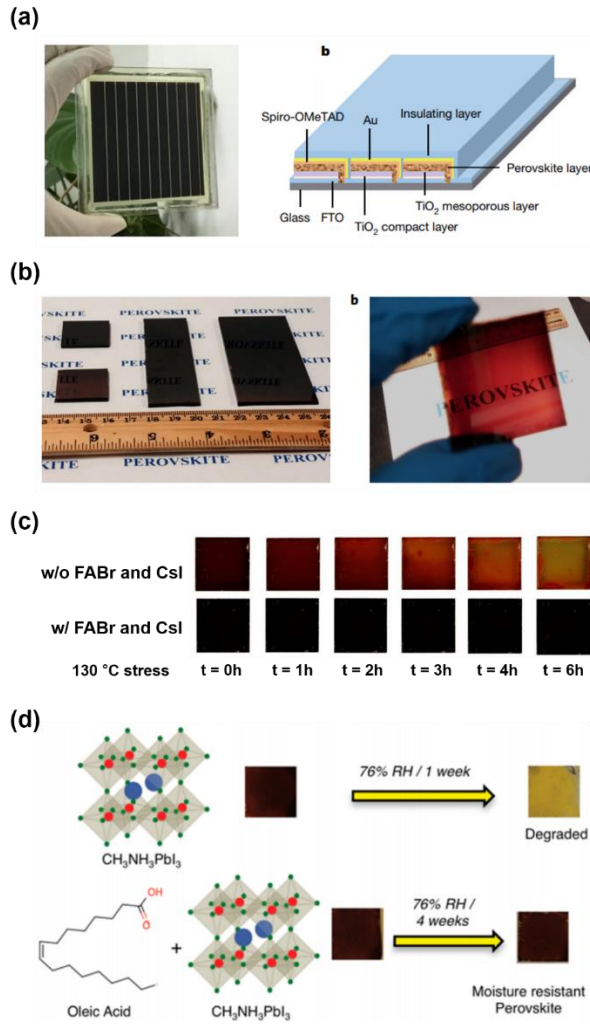 (a)
b
Spiro-OMeTAD
Au
Insulating layer
Perovskite layer
TiO2 mesoporous layer
Glass
FTO
TiO2 compact layer
(b)
PEROVSKITE
PEROVSKITE
KITE
PEROVSKITE
PEROVS
b
PEROVSKITE
(c)
w/o FABr and CsI
w/ FABr and CsI
130 °C stress
t = 0h
t = 1h
t = 2h
t = 3h
t = 4h
t = 6h
(d)
76% RH / 1 week
Degraded
CH3NH3PbI3
OH
O
+
76% RH /
4 weeks
Oleic Acid
CH3NH3PbI3
Moisture resistant
Perovskite